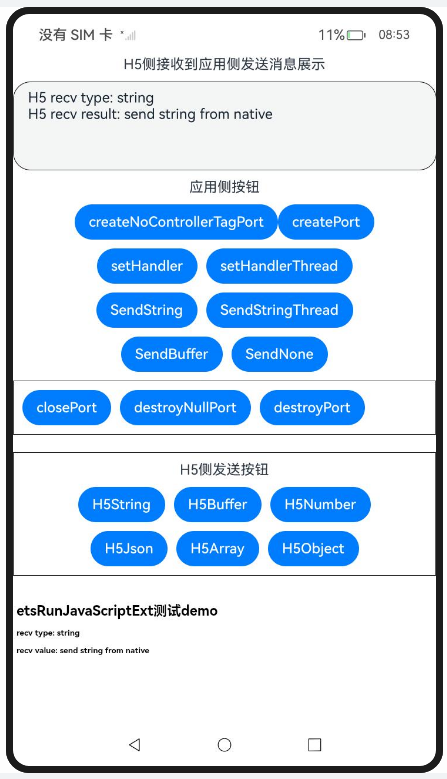 没有 SIM 卡 11% 08:53
H5侧接收到应用侧发送消息展示
H5 recv type: string
H5 recv result: send string from native
应用侧按钮
createNoControllerTagPort createPort
setHandler setHandlerThread
SendString SendStringThread
SendBuffer SendNone
closePort destroyNullPort destroyPort
H5侧发送按钮
H5String H5Buffer H5Number
H5Json H5Array H5Object
etsRunJavaScriptExt测试demo
recv type: string
recv value: send string from native